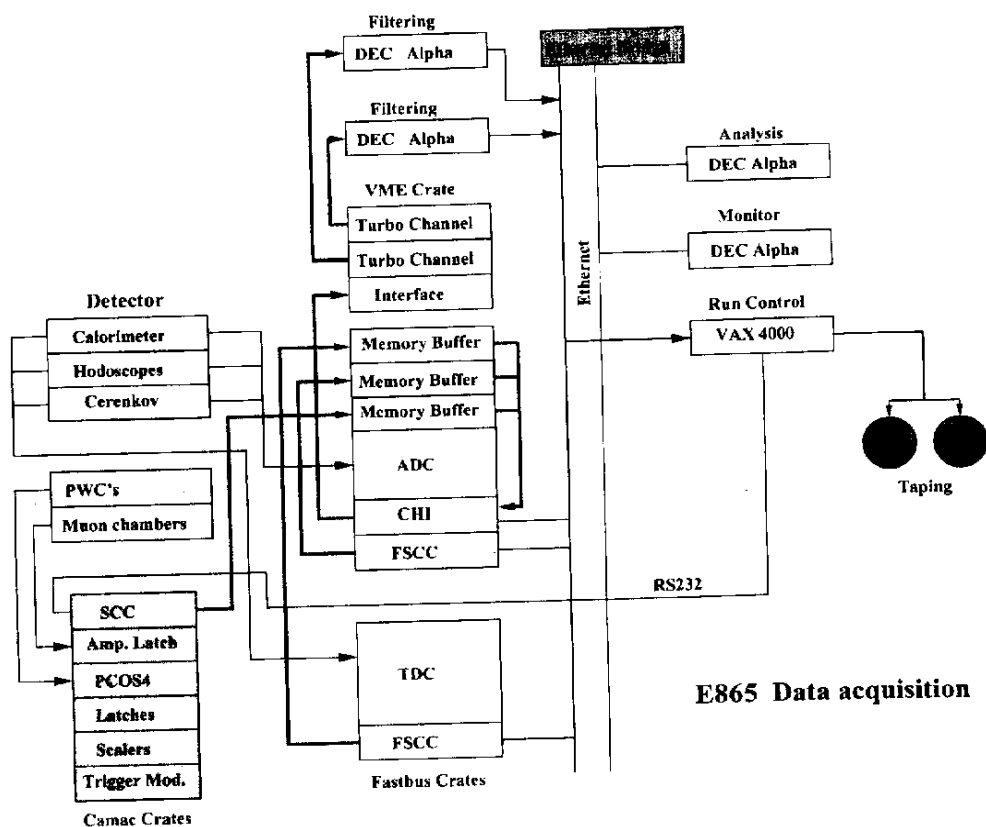 Filtering
DEC Alpha
Filtering
DEC Alpha
VME Crate
Turbo Channel
Turbo Channel
Interface
Detector
Calorimeter
Hodoscopes
Cerenkov
PWC's
Muon chambers
SCC
Amp. Latch
PCOS4
Latches
Scalers
Trigger Mod.
Camac Crates
Memory Buffer
Memory Buffer
Memory Buffer
ADC
CHI
FSCC
TDC
FSCC
Fastbus Crates
Ethernet
Ethernet
Analysis
DEC Alpha
Monitor
DEC Alpha
Run Control
VAX 4000
Taping
RS232
E865 Data acquisition